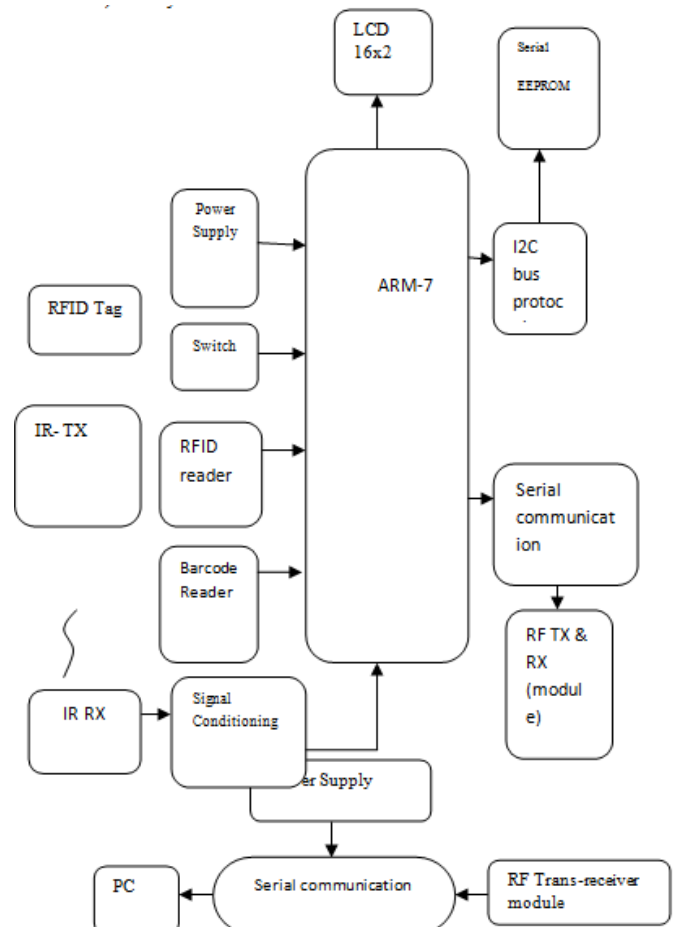 LCD
16x2
Serial
EEPROM
Power
Supply
ARM-7
I2C
bus
protoc
RFID Tag
Switch
IR- TX
RFID
reader
Serial
communicat
ion
Barcode
Reader
RF TX &
RX
(modul
e)
IR RX
Signal
Conditioning
er Supply
PC
Serial communication
RF Trans-receiver
module